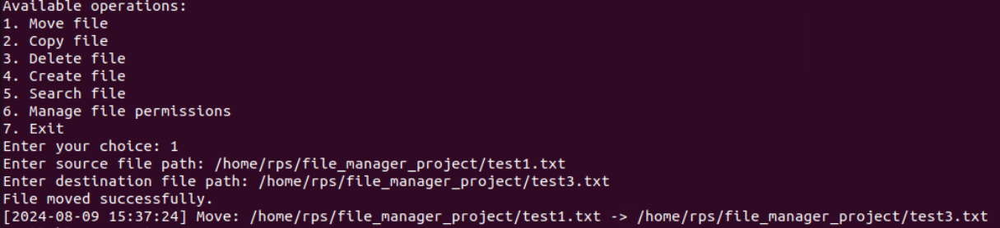 Available operations:
1. Move file
2. Copy file
3. Delete file
4. Create file
5. Search file
6. Manage file permissions
7. Exit
Enter your choice: 1
Enter source file path: /home/rps/file_manager_project/test1.txt
Enter destination file path: /home/rps/file_manager_project/test3.txt
File moved successfully.
[2024-08-09 15:37:24] Move: /home/rps/file_manager_project/test1.txt -> /home/rps/file_manager_project/test3.txt